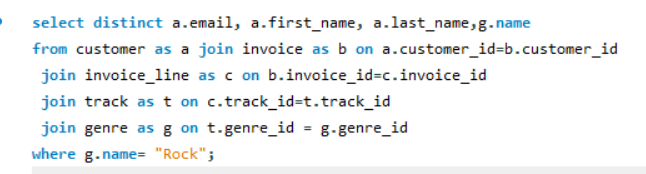 select distinct a.email, a.first_name, a.last_name,g.name
from customer as a join invoice as b on a.customer_id=b.customer_id
join invoice_line as c on b.invoice_id=c.invoice_id
join track as t on c.track_id=t.track_id
join genre as g on t.genre_id = g.genre_id
where g.name= "Rock";